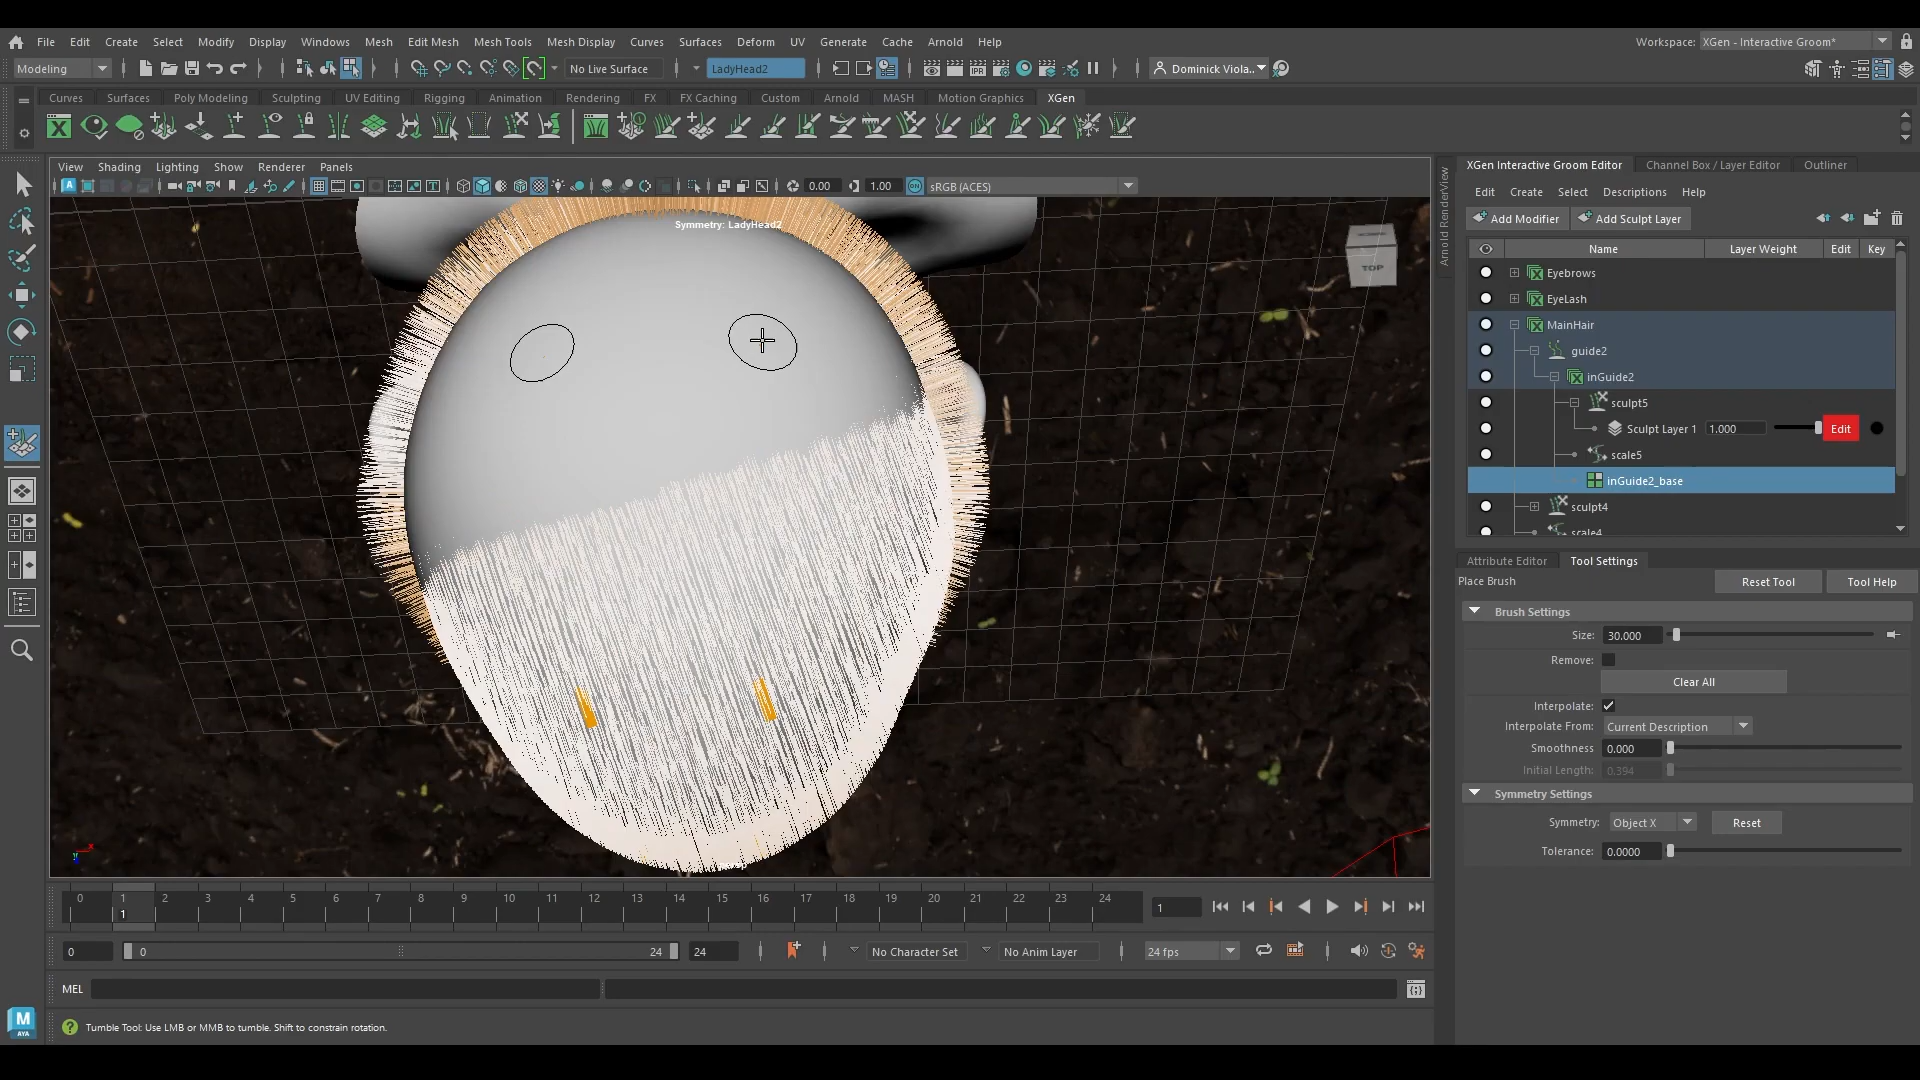 File Edit Create Select Modify Display Windows Mesh Edit Mesh Mesh Tools Mesh Display Curves Surfaces Deform UV Generate Cache Arnold Help
Workspace: XGen - Interactive Groom*
Modeling
No Live Surface
LadyHead2
IPR
Dominick Viola..
Curves Surfaces Poly Modeling Sculpting UV Editing Rigging Animation Rendering FX FX Caching Custom Arnold MASH Motion Graphics XGen
View Shading Lighting Show Renderer Panels
0.00
1.00
sRGB (ACES)
Symmetry: LadyHead2
TOP
Arnold RenderView
XGen Interactive Groom Editor Channel Box / Layer Editor Outliner
Edit Create Select Descriptions Help
Add Modifier Add Sculpt Layer
Name Layer Weight Edit Key
Eyebrows
EyeLash
MainHair
guide2
inGuide2
sculpt5
Sculpt Layer 1 1.000 Edit
scale5
inGuide2_base
sculpt4
scale4
Attribute Editor Tool Settings
Place Brush Reset Tool Tool Help
Brush Settings
Size: 30.000
Remove:
Clear All
Interpolate:
Interpolate From: Current Description
Smoothness 0.000
Initial Length: 0.394
Symmetry Settings
Symmetry: Object X Reset
Tolerance: 0.0000
0 1 2 3 4 5 6 7 8 9 10 11 12 13 14 15 16 17 18 19 20 21 22 23 24
1
1
0 0 24 24
No Character Set
No Anim Layer
24 fps
MEL
M
AYA
Tumble Tool: Use LMB or MMB to tumble. Shift to constrain rotation.